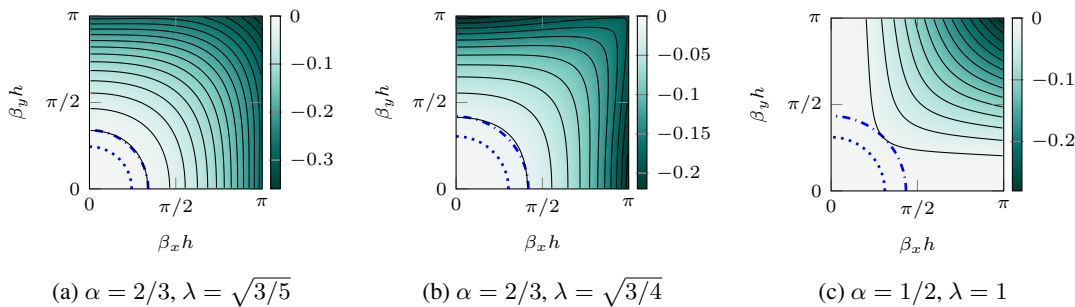 π
π/2
0
β_y h
0
π/2
π
β_x h
0
−0.1
−0.2
−0.3
(a) α = 2/3, λ = √3/5
π
π/2
0
β_y h
0
π/2
π
β_x h
0
−0.05
−0.1
−0.15
−0.2
(b) α = 2/3, λ = √3/4
π
π/2
0
β_y h
0
π/2
π
β_x h
0
−0.1
−0.2
(c) α = 1/2, λ = 1